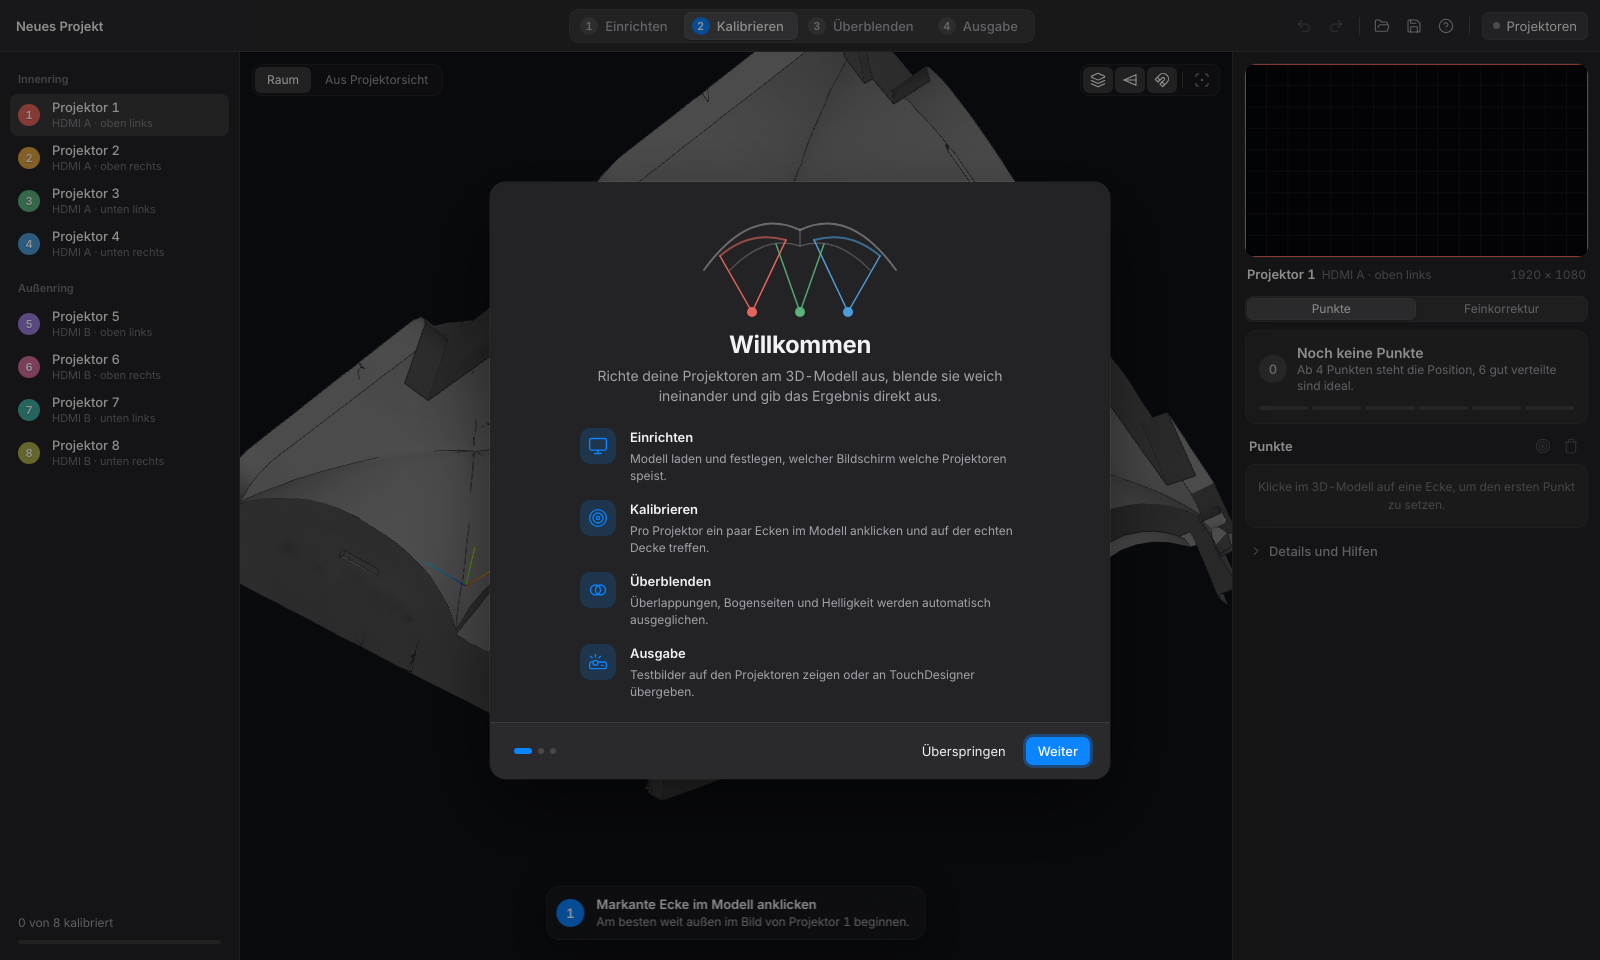 Neues Projekt
1 Einrichten
2 Kalibrieren
3 Überblenden
4 Ausgabe
Projektoren
Innenring
1 Projektor 1
HDMI A · oben links
2 Projektor 2
HDMI A · oben rechts
3 Projektor 3
HDMI A · unten links
4 Projektor 4
HDMI A · unten rechts
Außenring
5 Projektor 5
HDMI B · oben links
6 Projektor 6
HDMI B · oben rechts
7 Projektor 7
HDMI B · unten links
8 Projektor 8
HDMI B · unten rechts
0 von 8 kalibriert
Raum
Aus Projektorsicht
Willkommen
Richte deine Projektoren am 3D-Modell aus, blende sie weich
ineinander und gib das Ergebnis direkt aus.
Einrichten
Modell laden und festlegen, welcher Bildschirm welche Projektoren
speist.
Kalibrieren
Pro Projektor ein paar Ecken im Modell anklicken und auf der echten
Decke treffen.
Überblenden
Überlappungen, Bogenseiten und Helligkeit werden automatisch
ausgeglichen.
Ausgabe
Testbilder auf den Projektoren zeigen oder an TouchDesigner
übergeben.
Überspringen
Weiter
1 Markante Ecke im Modell anklicken
Am besten weit außen im Bild von Projektor 1 beginnen.
Projektor 1 HDMI A · oben links 1920 × 1080
Punkte
Feinkorrektur
0 Noch keine Punkte
Ab 4 Punkten steht die Position, 6 gut verteilte
sind ideal.
Punkte
Klicke im 3D-Modell auf eine Ecke, um den ersten Punkt
zu setzen.
Details und Hilfen